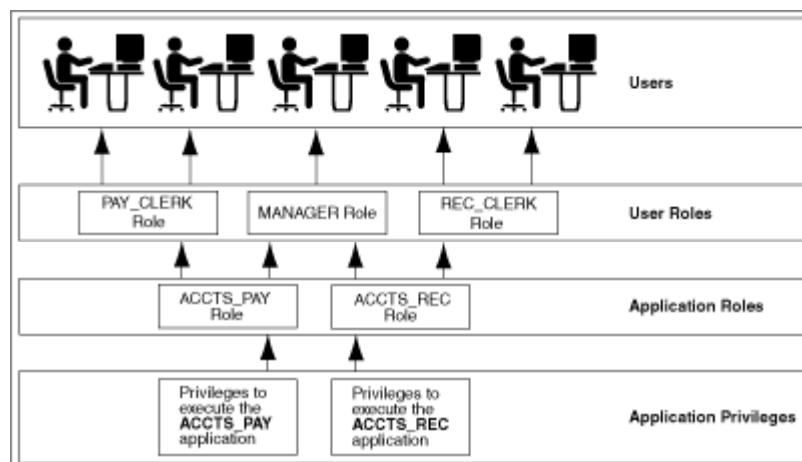 Users
PAY_CLERK
Role
MANAGER Role
REC_CLERK
Role
User Roles
ACCTS_PAY
Role
ACCTS_REC
Role
Application Roles
Privileges to
execute the
ACCTS_PAY
application
Privileges to
execute the
ACCTS_REC
application
Application Privileges